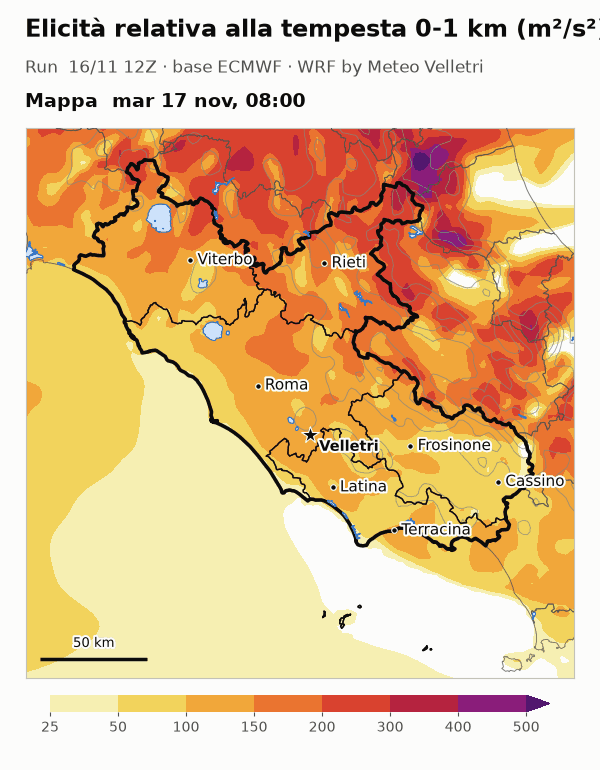 Elicità relativa alla tempesta 0-1 km (m²/s²)
Run  16/11 12Z · base ECMWF · WRF by Meteo Velletri
Mappa  mar 17 nov, 08:00
Viterbo
Rieti
Roma
Velletri
Frosinone
Cassino
Latina
Terracina
50 km
25 50 100 150 200 300 400 500